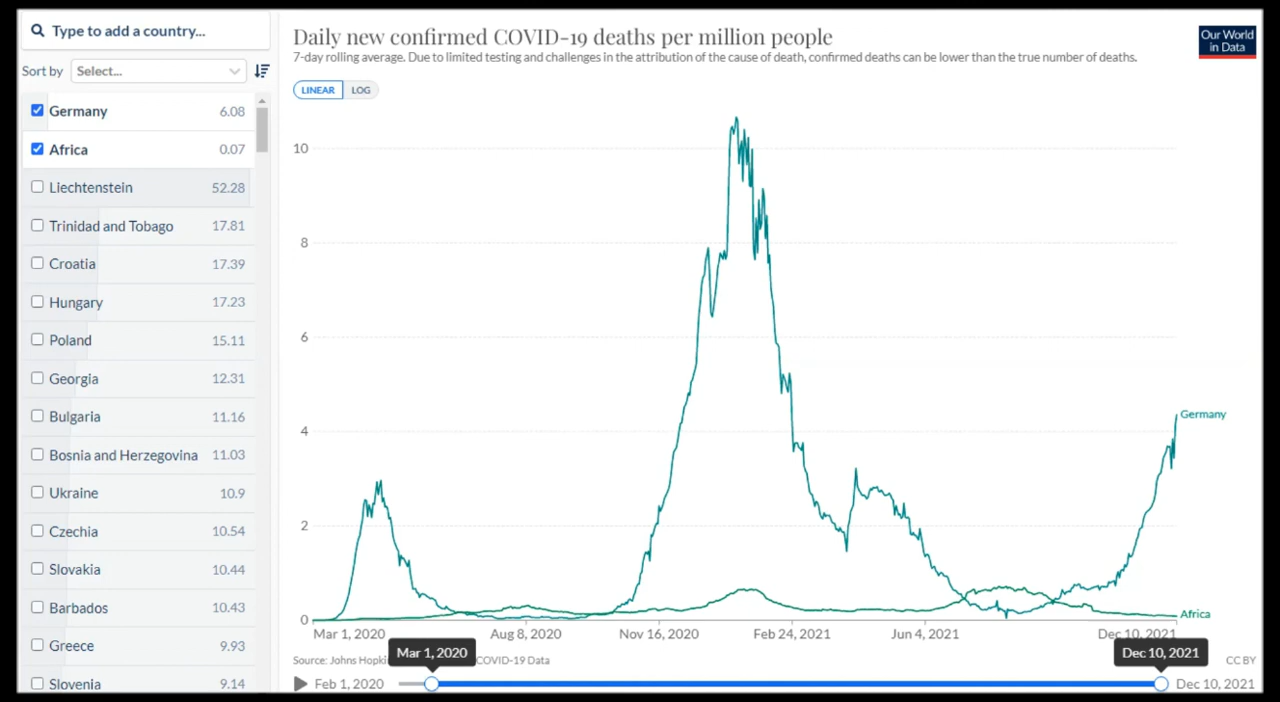 Type to add a country...
Sort by Select...
Germany 6.08
Africa 0.07
Liechtenstein 52.28
Trinidad and Tobago 17.81
Croatia 17.39
Hungary 17.23
Poland 15.11
Georgia 12.31
Bulgaria 11.16
Bosnia and Herzegovina 11.03
Ukraine 10.9
Czechia 10.54
Slovakia 10.44
Barbados 10.43
Greece 9.93
Slovenia 9.14
Daily new confirmed COVID-19 deaths per million people
7-day rolling average. Due to limited testing and challenges in the attribution of the cause of death, confirmed deaths can be lower than the true number of deaths.
Our World
in Data
LINEAR LOG
10
8
6
4
2
0
Germany
Africa
Mar 1, 2020 Aug 8, 2020 Nov 16, 2020 Feb 24, 2021 Jun 4, 2021 Dec 10, 2021
Mar 1, 2020 Dec 10, 2021
Source: Johns COVID-19 Data CC BY
Feb 1, 2020 Dec 10, 2021